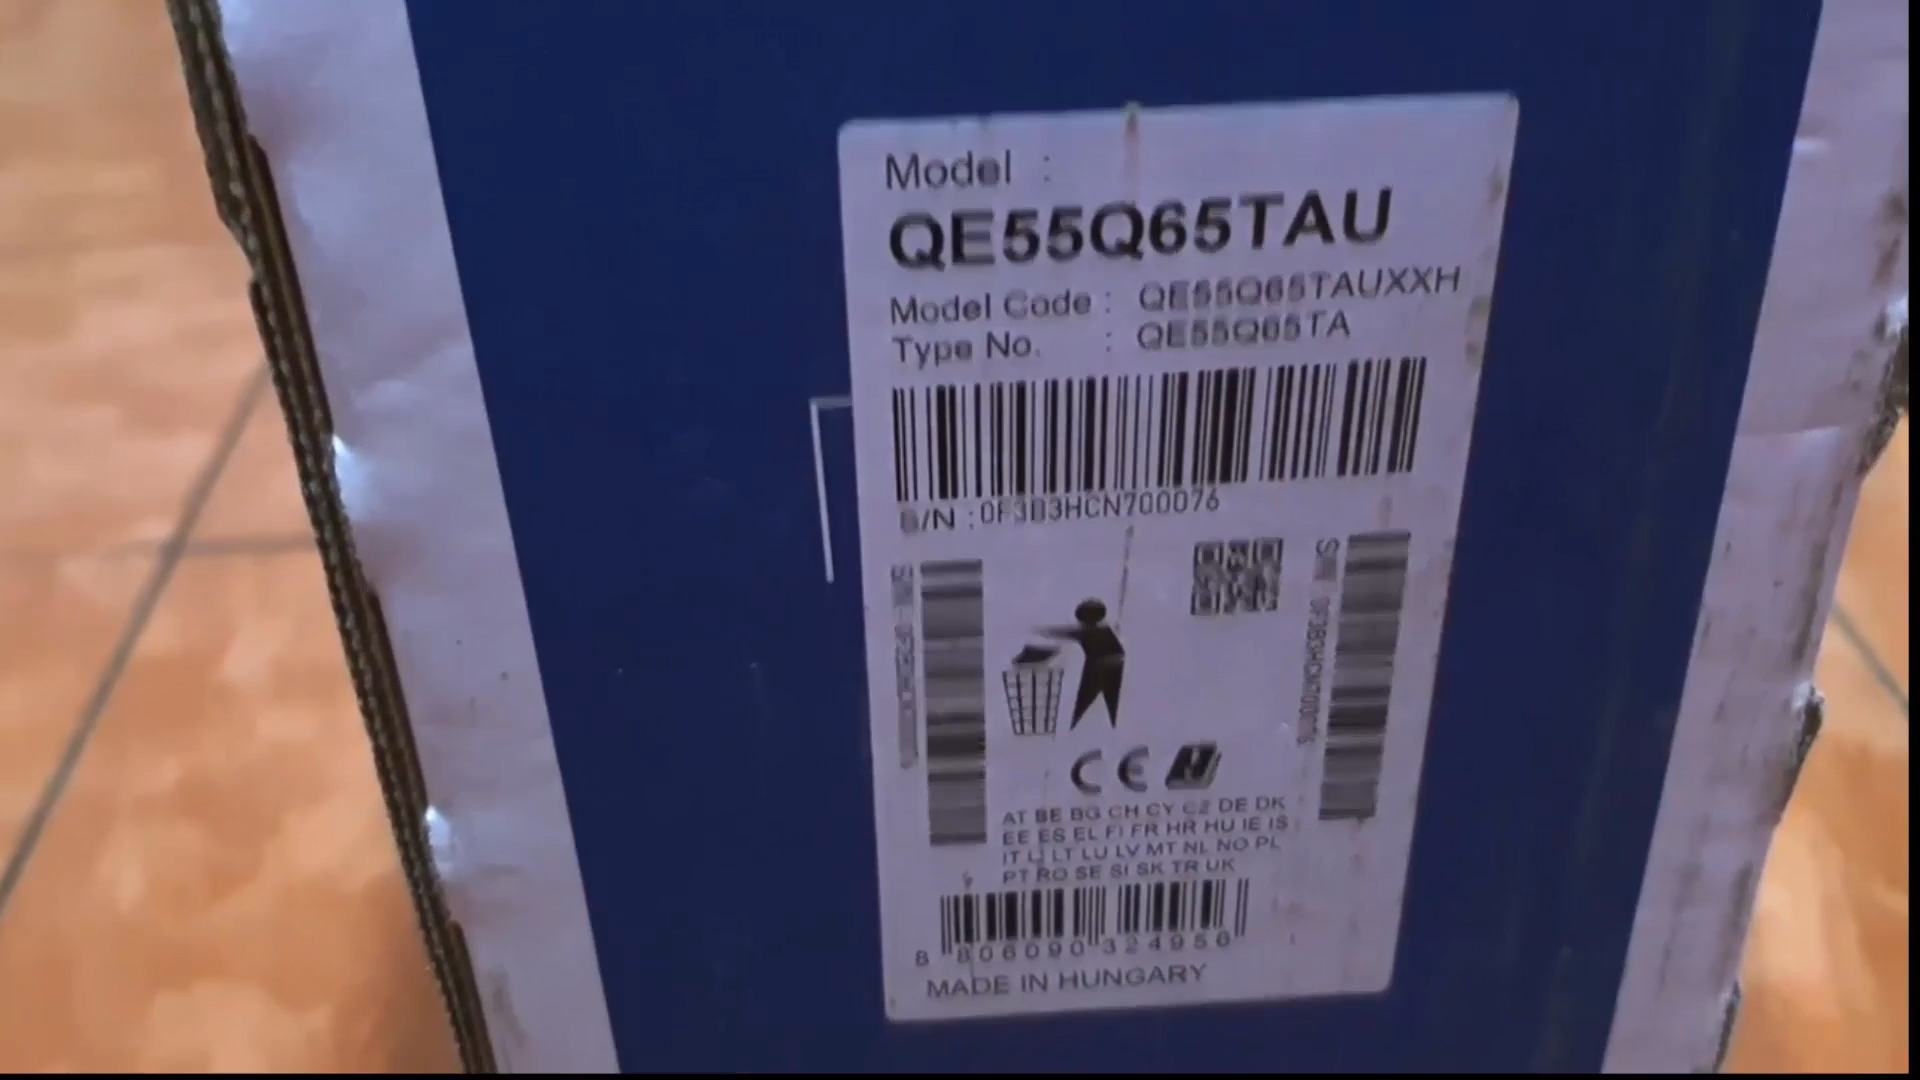 Model :
QE55Q65TAU
Model Code : QE55Q65TAUXXH
Type No. : QE55Q65TA
S/N : 0F3B3HCN700076
S/N 0F3B3HCN700076
CE
AT BE BG CH CY CZ DE DK
EE ES EL FI FR HR HU IE IS
IT LI LT LU LV MT NL NO PL
PT RO SE SI SK TR UK
8 806090 324956
MADE IN HUNGARY